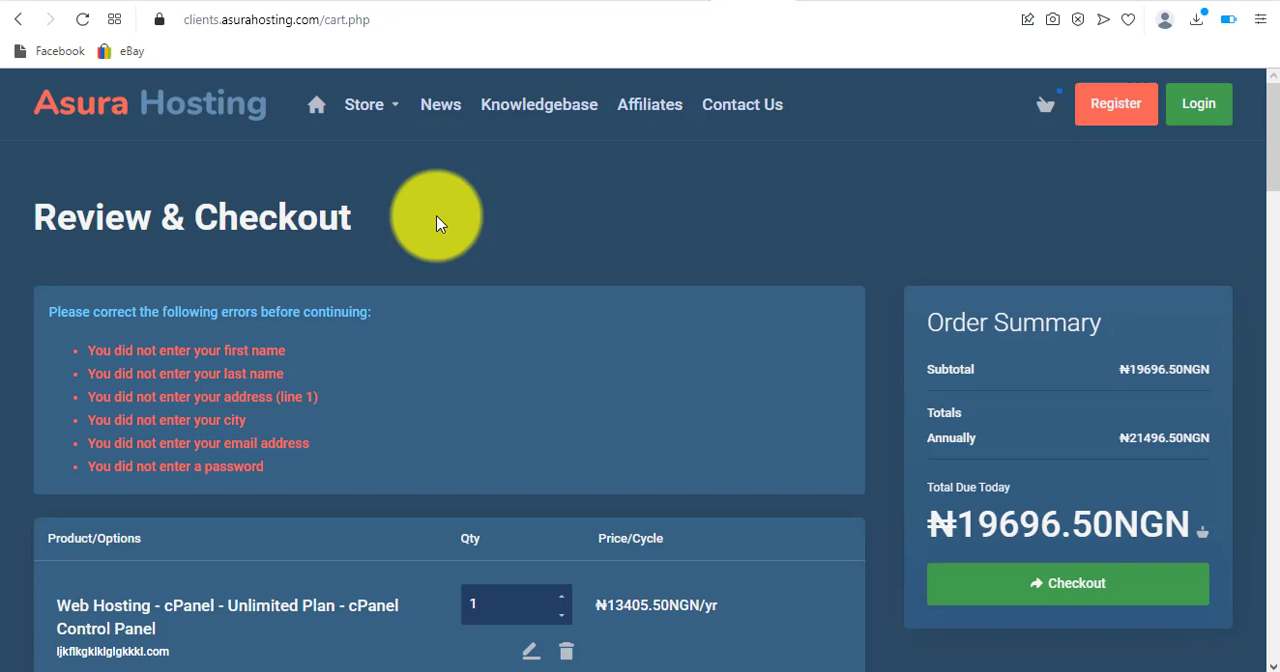 clients.asurahosting.com/cart.php
Facebook eBay
Asura Hosting Store News Knowledgebase Affiliates Contact Us Register Login
Review & Checkout
Please correct the following errors before continuing:
• You did not enter your first name
• You did not enter your last name
• You did not enter your address (line 1)
• You did not enter your city
• You did not enter your email address
• You did not enter a password
Order Summary
Subtotal ₦19696.50NGN
Totals
Annually ₦21496.50NGN
Total Due Today
₦19696.50NGN
Checkout
Product/Options Qty Price/Cycle
Web Hosting - cPanel - Unlimited Plan - cPanel
Control Panel
ljkflkgklklglgkkkl.com
1
₦13405.50NGN/yr